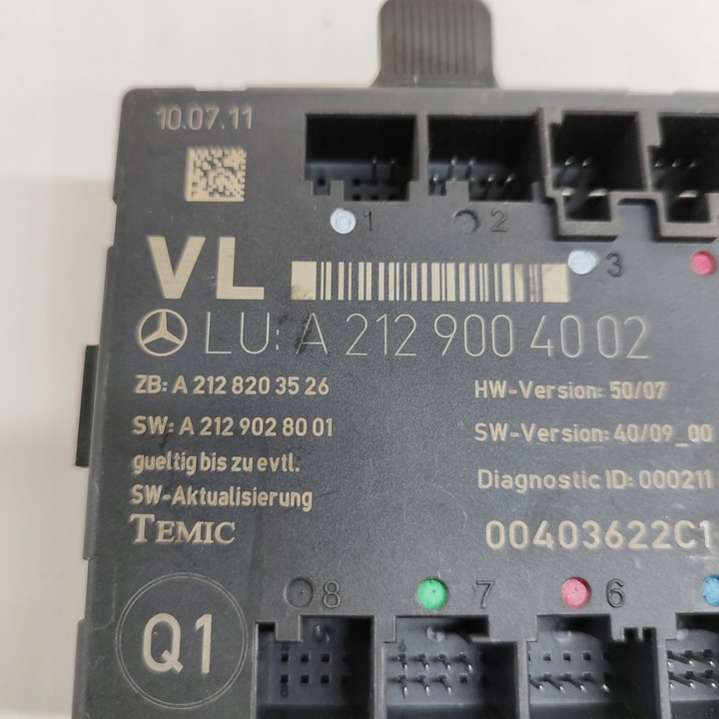 10.07.11
1 2
3
VL
LU: A 212 900 40 02
ZB: A 212 820 35 26
HW-Version: 50/07
SW: A 212 902 80 01
SW-Version: 40/09_00
gueltig bis zu evtl.
SW-Aktualisierung
Diagnostic ID: 000211
TEMIC
00403622C1
8 7 6
Q1